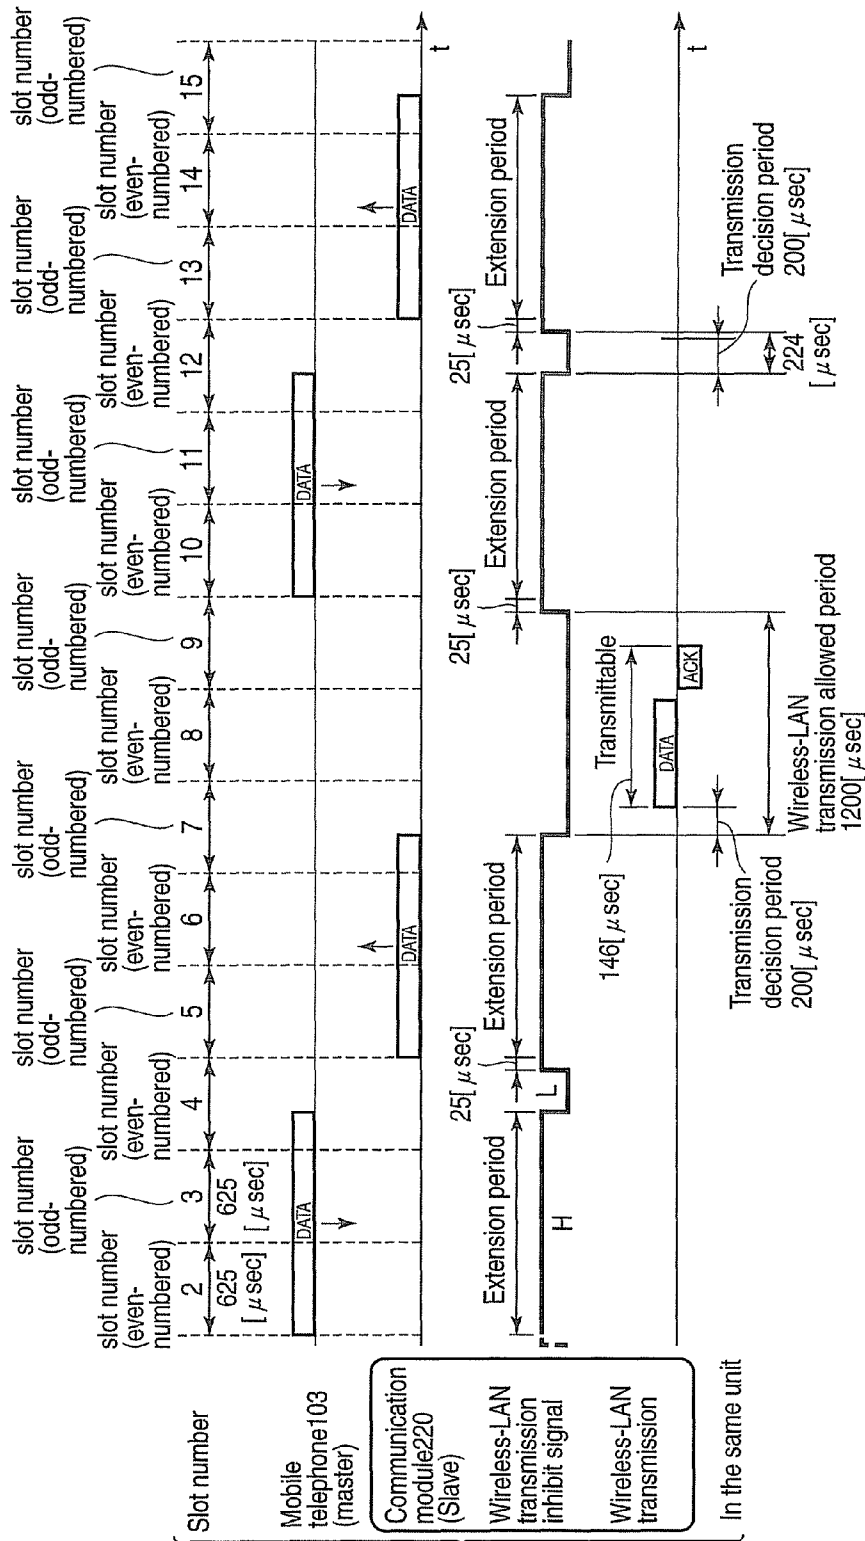 Slot number
slot number
(even-
numbered)
2
slot number
(odd-
numbered)
3
slot number
(even-
numbered)
4
slot number
(odd-
numbered)
5
slot number
(even-
numbered)
6
slot number
(odd-
numbered)
7
slot number
(even-
numbered)
8
slot number
(odd-
numbered)
9
slot number
(even-
numbered)
10
slot number
(odd-
numbered)
11
slot number
(even-
numbered)
12
slot number
(odd-
numbered)
13
slot number
(even-
numbered)
14
slot number
(odd-
numbered)
15
625
[μsec]
625
[μsec]
Mobile
telephone103
(master)
DATA
DATA
Communication
module220
(Slave)
DATA
DATA
t
Wireless-LAN
transmission
inhibit signal
Extension period
H
25[μsec]
L
Extension period
25[μsec]
Extension period
25[μsec]
Extension period
Wireless-LAN
transmission
146[μsec]
Transmittable
DATA
ACK
t
Transmission
decision period
200[μsec]
Wireless-LAN
transmission allowed period
1200[μsec]
224
[μsec]
Transmission
decision period
200[μsec]
In the same unit